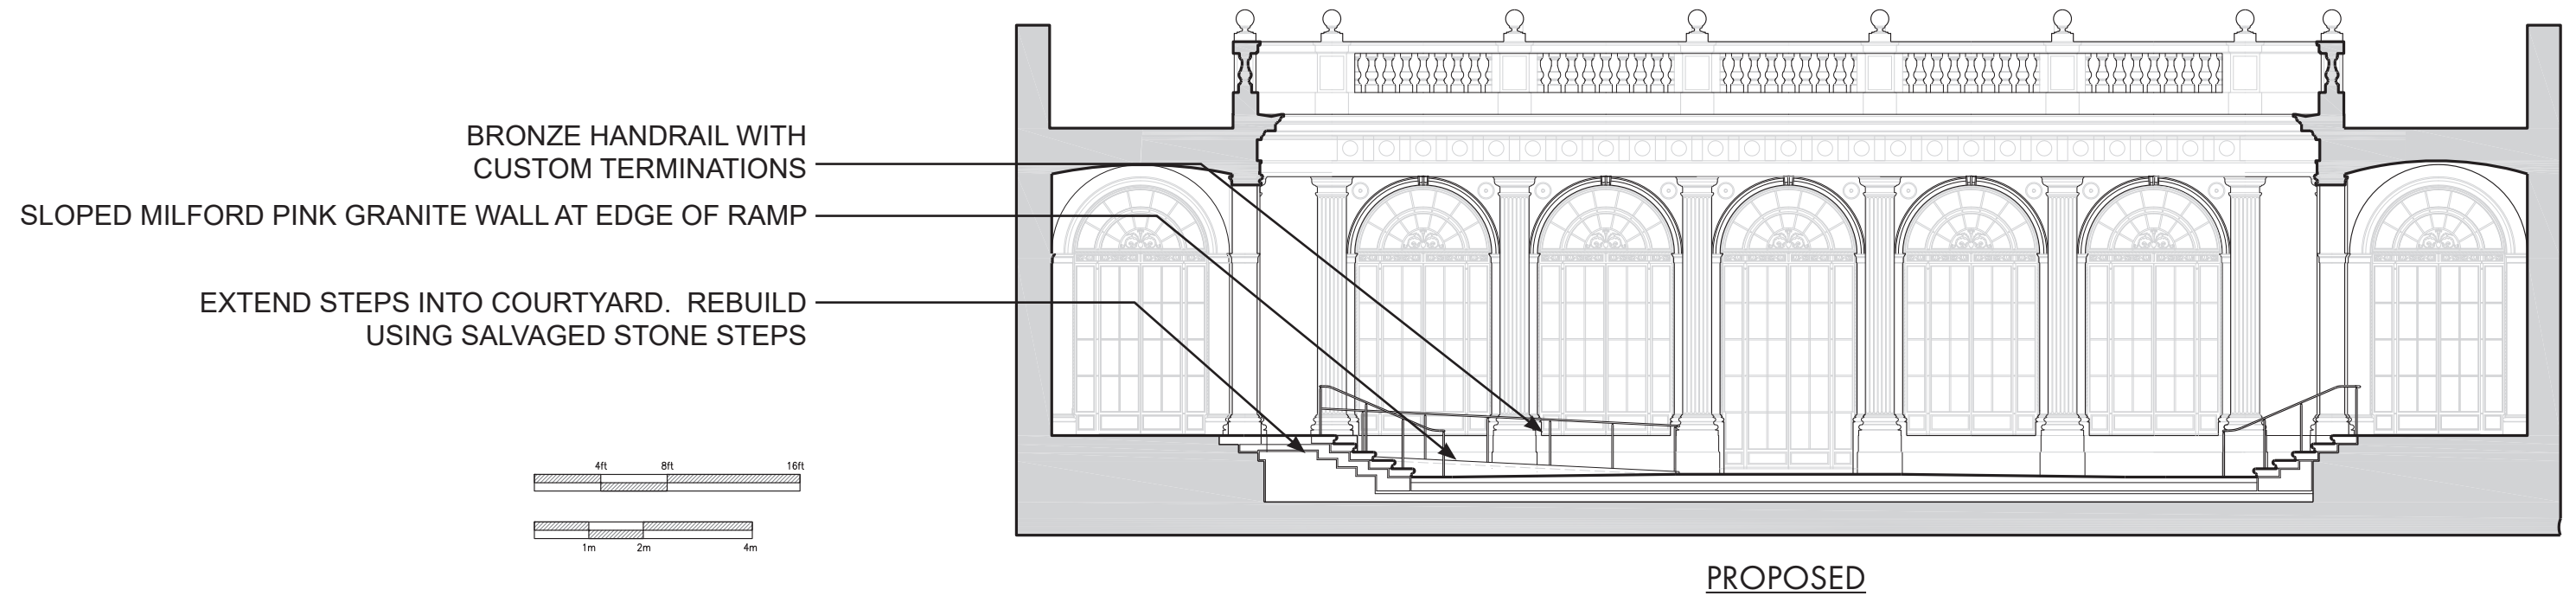 BRONZE HANDRAIL WITH
CUSTOM TERMINATIONS
SLOPED MILFORD PINK GRANITE WALL AT EDGE OF RAMP
EXTEND STEPS INTO COURTYARD.  REBUILD
USING SALVAGED STONE STEPS
4ft 8ft 16ft
1m 2m 4m
PROPOSED